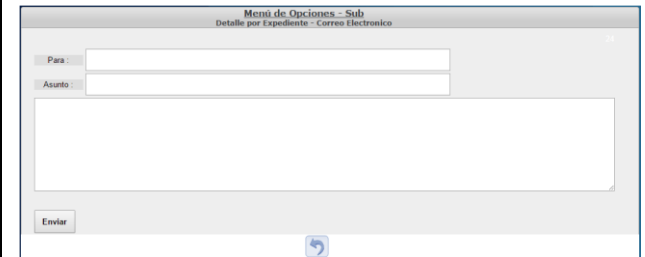 Menú de Opciones - Sub
Detalle por Expediente - Correo Electronico
Para :
Asunto :
Enviar